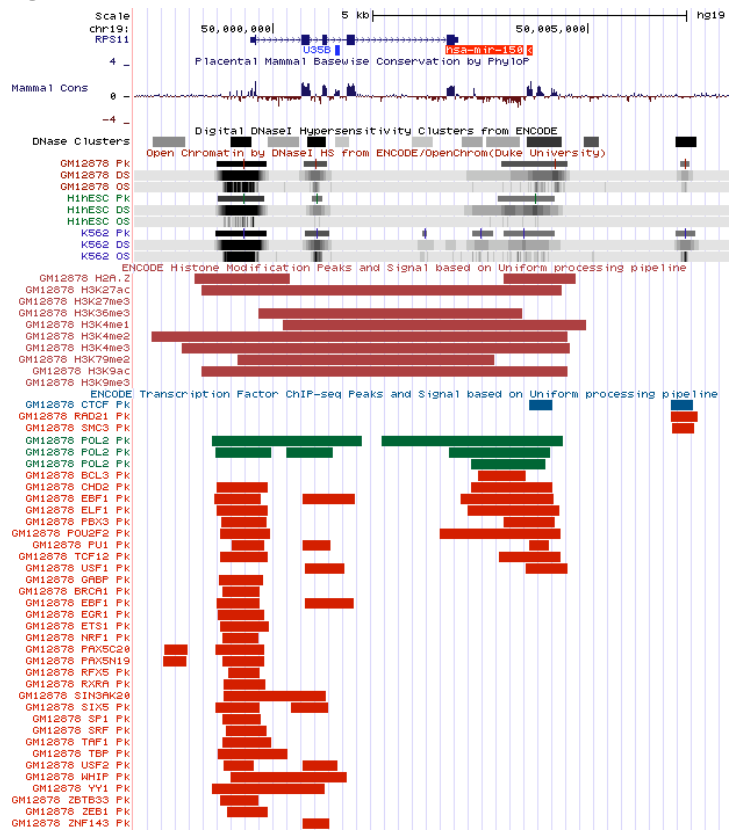 Scale 5 kb hg19
chr19: 50,000,000 50,005,000
RPS11
U35B hsa-mir-150
Placental Mammal Basewise Conservation by PhyloP
4 _
Mammal Cons
0 -
-4 _
Digital DNaseI Hypersensitivity Clusters from ENCODE
DNase Clusters
Open Chromatin by DNaseI HS from ENCODE/OpenChrom(Duke University)
GM12878 Pk
GM12878 DS
GM12878 OS
H1hESC Pk
H1hESC DS
H1hESC OS
K562 Pk
K562 DS
K562 OS
ENCODE Histone Modification Peaks and Signal based on Uniform processing pipeline
GM12878 H2A.Z
GM12878 H3K27ac
GM12878 H3K27me3
GM12878 H3K36me3
GM12878 H3K4me1
GM12878 H3K4me2
GM12878 H3K4me3
GM12878 H3K79me2
GM12878 H3K9ac
GM12878 H3K9me3
ENCODE Transcription Factor ChIP-seq Peaks and Signal based on Uniform processing pipeline
GM12878 CTCF Pk
GM12878 RAD21 Pk
GM12878 SMC3 Pk
GM12878 POL2 Pk
GM12878 POL2 Pk
GM12878 POL2 Pk
GM12878 BCL3 Pk
GM12878 CHD2 Pk
GM12878 EBF1 Pk
GM12878 ELF1 Pk
GM12878 PBX3 Pk
GM12878 POU2F2 Pk
GM12878 PU1 Pk
GM12878 TCF12 Pk
GM12878 USF1 Pk
GM12878 GABP Pk
GM12878 BRCA1 Pk
GM12878 EBF1 Pk
GM12878 EGR1 Pk
GM12878 ETS1 Pk
GM12878 NRF1 Pk
GM12878 PAX5C20 Pk
GM12878 PAX5N19 Pk
GM12878 RFX5 Pk
GM12878 RXRA Pk
GM12878 SIN3AK20 Pk
GM12878 SIX5 Pk
GM12878 SP1 Pk
GM12878 SRF Pk
GM12878 TAF1 Pk
GM12878 TBP Pk
GM12878 USF2 Pk
GM12878 WHIP Pk
GM12878 YY1 Pk
GM12878 ZBTB33 Pk
GM12878 ZEB1 Pk
GM12878 ZNF143 Pk